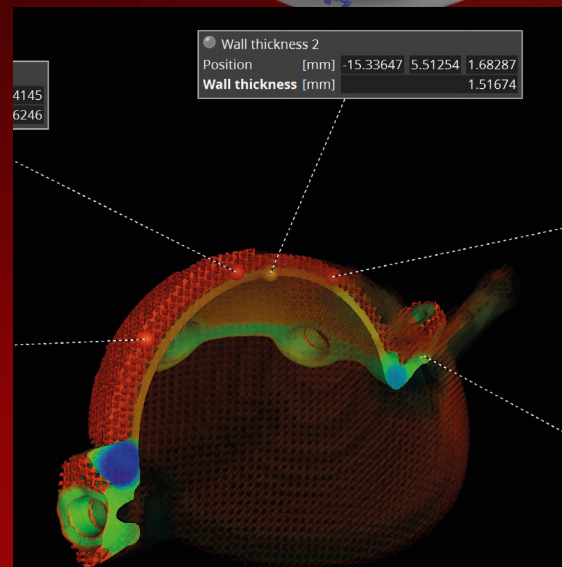 Wall thickness 2
Position [mm] -15.33647 5.51254 1.68287
Wall thickness [mm] 1.51674
4145
6246